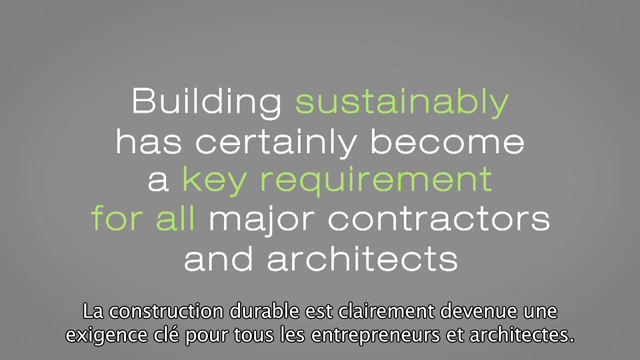 Building sustainably
has certainly become
a key requirement
for all major contractors
and architects
La construction durable est clairement devenue une
exigence clé pour tous les entrepreneurs et architectes.